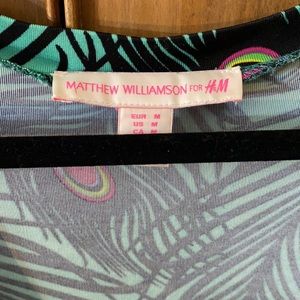 MATTHEW WILLIAMSON FOR H&M
EUR M
US M
CA M